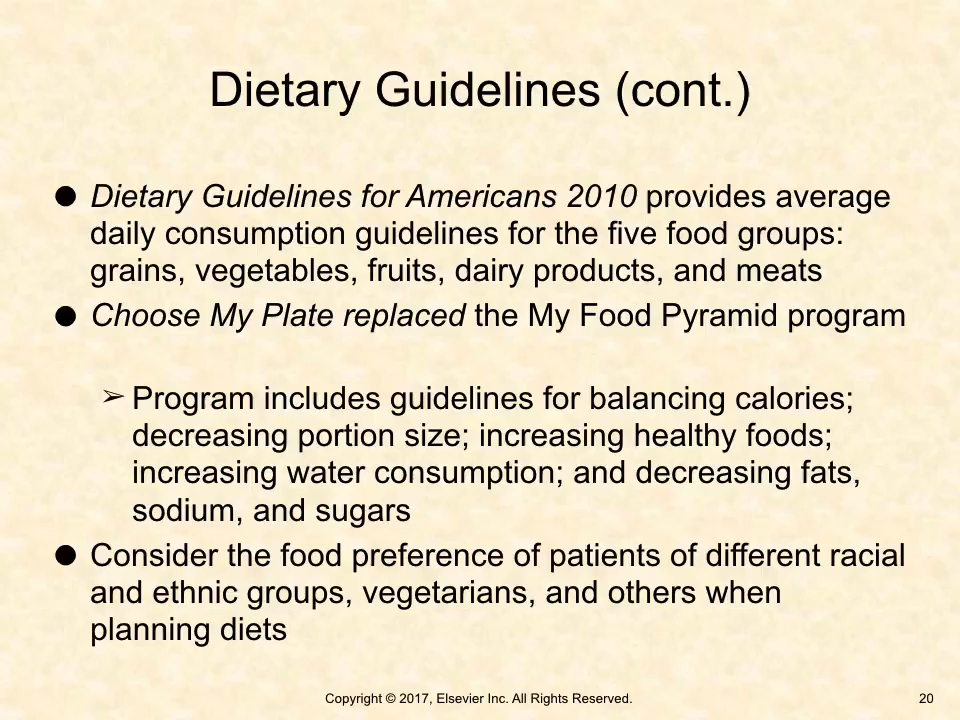 Dietary Guidelines (cont.)
● Dietary Guidelines for Americans 2010 provides average
daily consumption guidelines for the five food groups:
grains, vegetables, fruits, dairy products, and meats
● Choose My Plate replaced the My Food Pyramid program
➢ Program includes guidelines for balancing calories;
decreasing portion size; increasing healthy foods;
increasing water consumption; and decreasing fats,
sodium, and sugars
● Consider the food preference of patients of different racial
and ethnic groups, vegetarians, and others when
planning diets
Copyright © 2017, Elsevier Inc. All Rights Reserved.
20